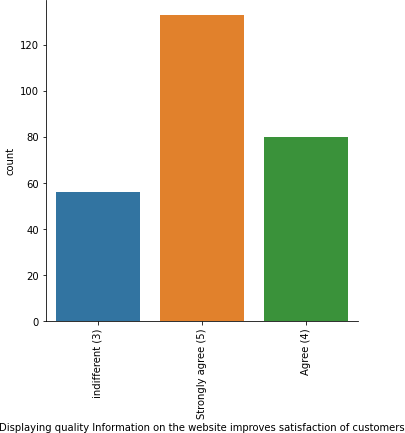 120
100
80
60
40
20
0
count
indifferent (3)
Strongly agree (5)
Agree (4)
Displaying quality Information on the website improves satisfaction of customers